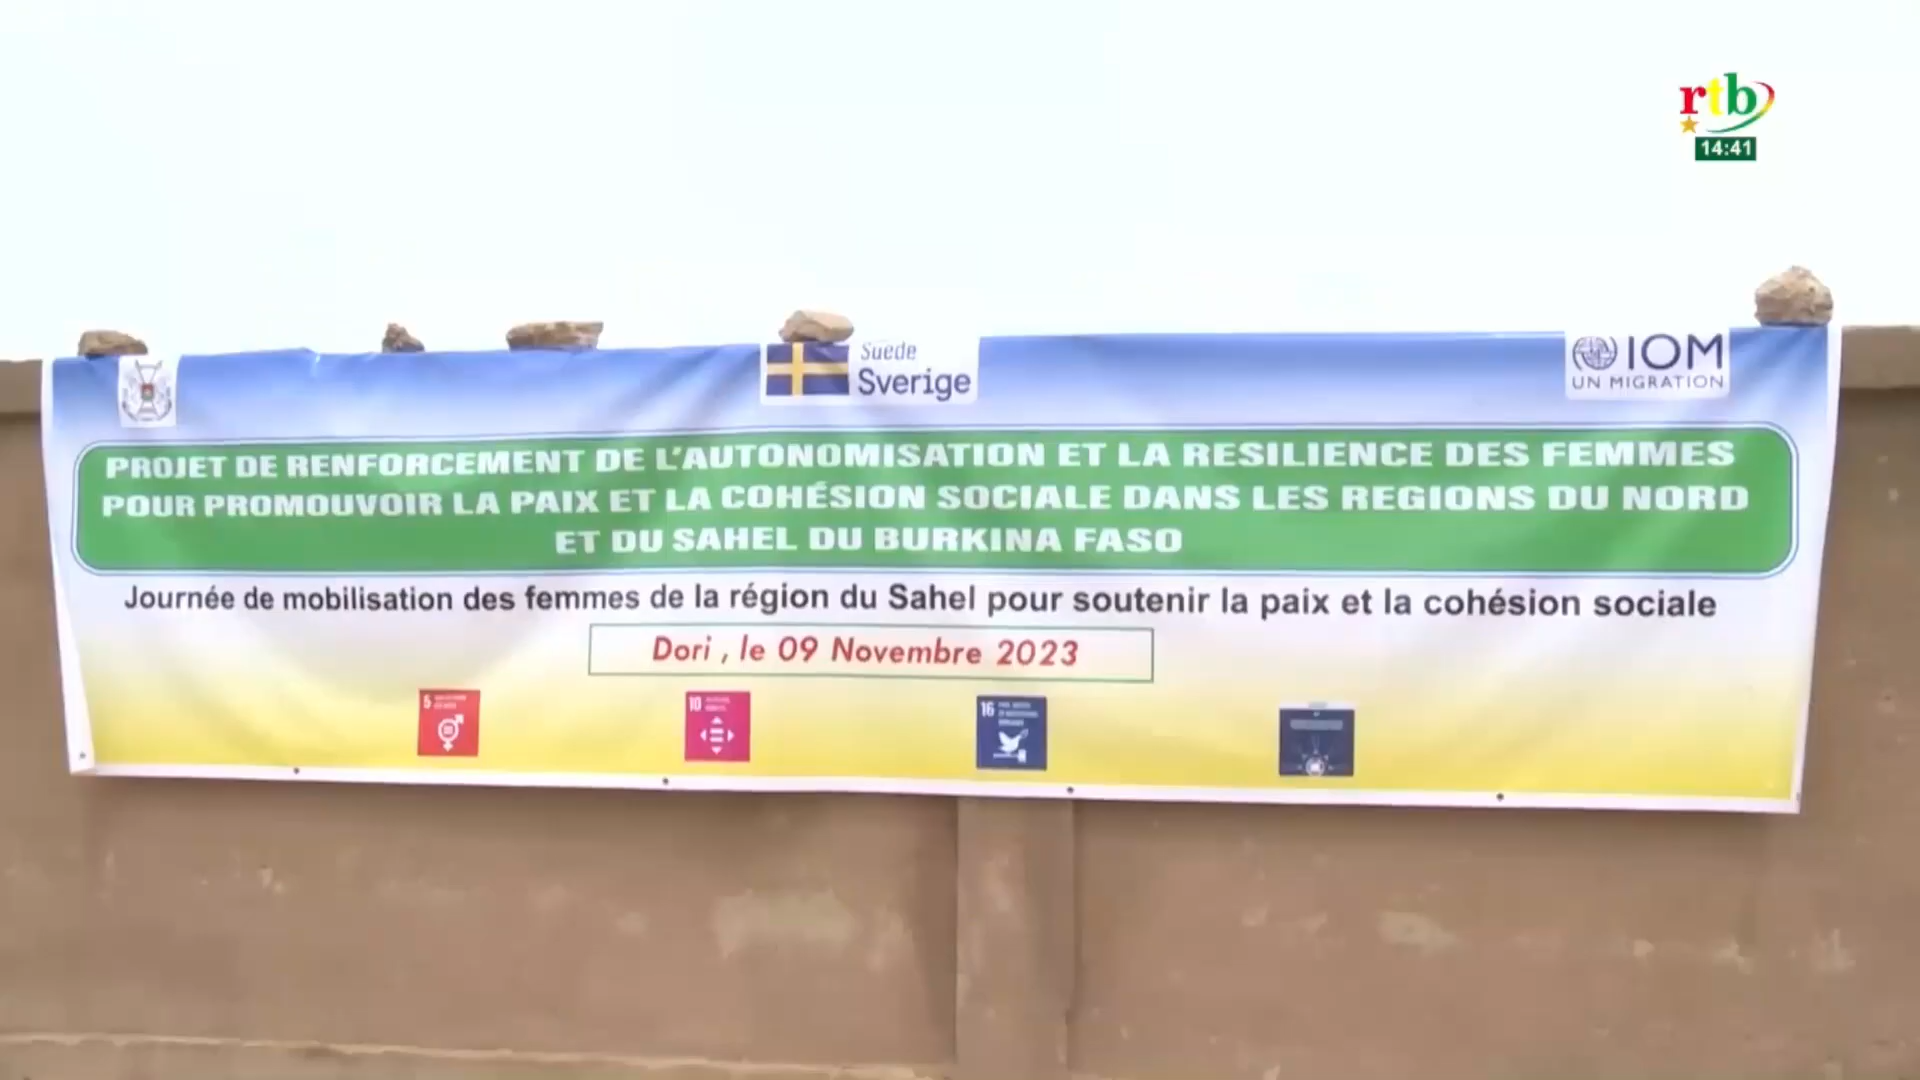 rtb
14:41
Suède
Sverige
IOM
UN MIGRATION
PROJET DE RENFORCEMENT DE L'AUTONOMISATION ET LA RESILIENCE DES FEMMES
POUR PROMOUVOIR LA PAIX ET LA COHÉSION SOCIALE DANS LES REGIONS DU NORD
ET DU SAHEL DU BURKINA FASO
Journée de mobilisation des femmes de la région du Sahel pour soutenir la paix et la cohésion sociale
Dori , le 09 Novembre 2023
5
10
16